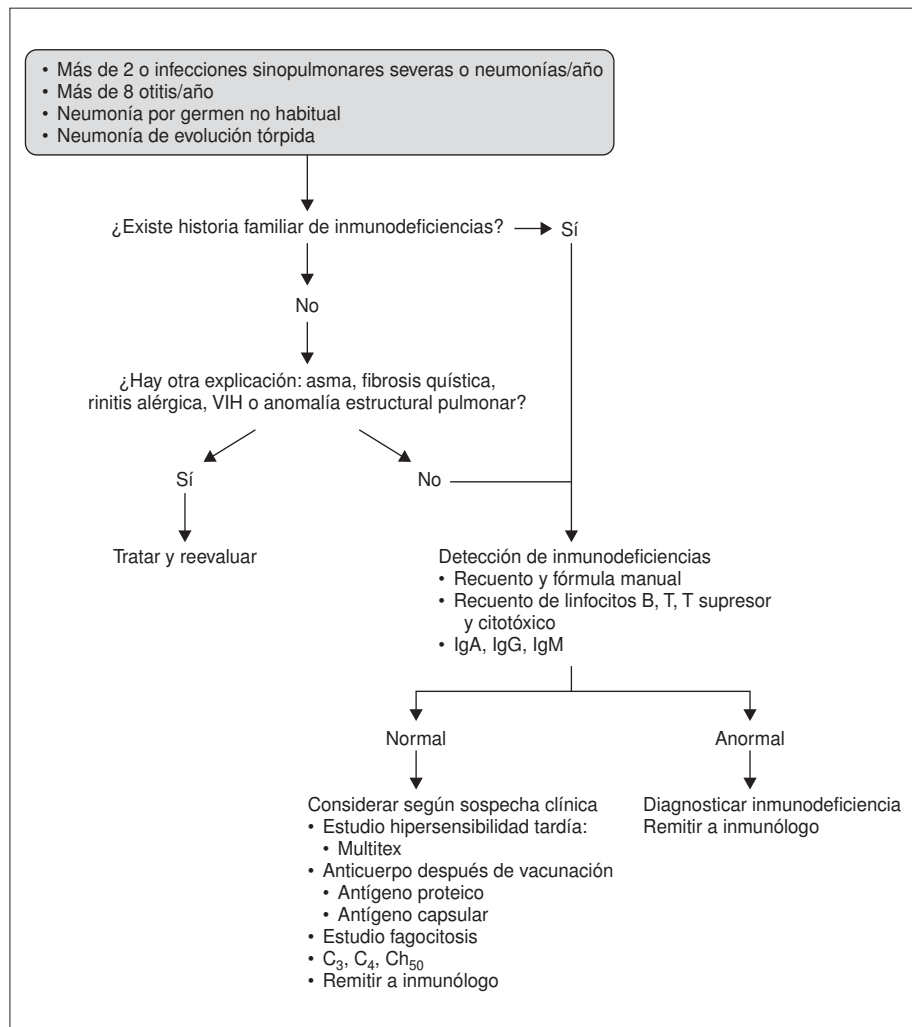 • Más de 2 o infecciones sinopulmonares severas o neumonías/año
• Más de 8 otitis/año
• Neumonía por germen no habitual
• Neumonía de evolución tórpida
¿Existe historia familiar de inmunodeficiencias?
Sí
No
¿Hay otra explicación: asma, fibrosis quística,
rinitis alérgica, VIH o anomalía estructural pulmonar?
Sí
No
Tratar y reevaluar
Detección de inmunodeficiencias
• Recuento y fórmula manual
• Recuento de linfocitos B, T, T supresor
y citotóxico
• IgA, IgG, IgM
Normal
Anormal
Considerar según sospecha clínica
• Estudio hipersensibilidad tardía:
• Multitex
• Anticuerpo después de vacunación
• Antígeno proteico
• Antígeno capsular
• Estudio fagocitosis
• C₃, C₄, Ch₅₀
• Remitir a inmunólogo
Diagnosticar inmunodeficiencia
Remitir a inmunólogo